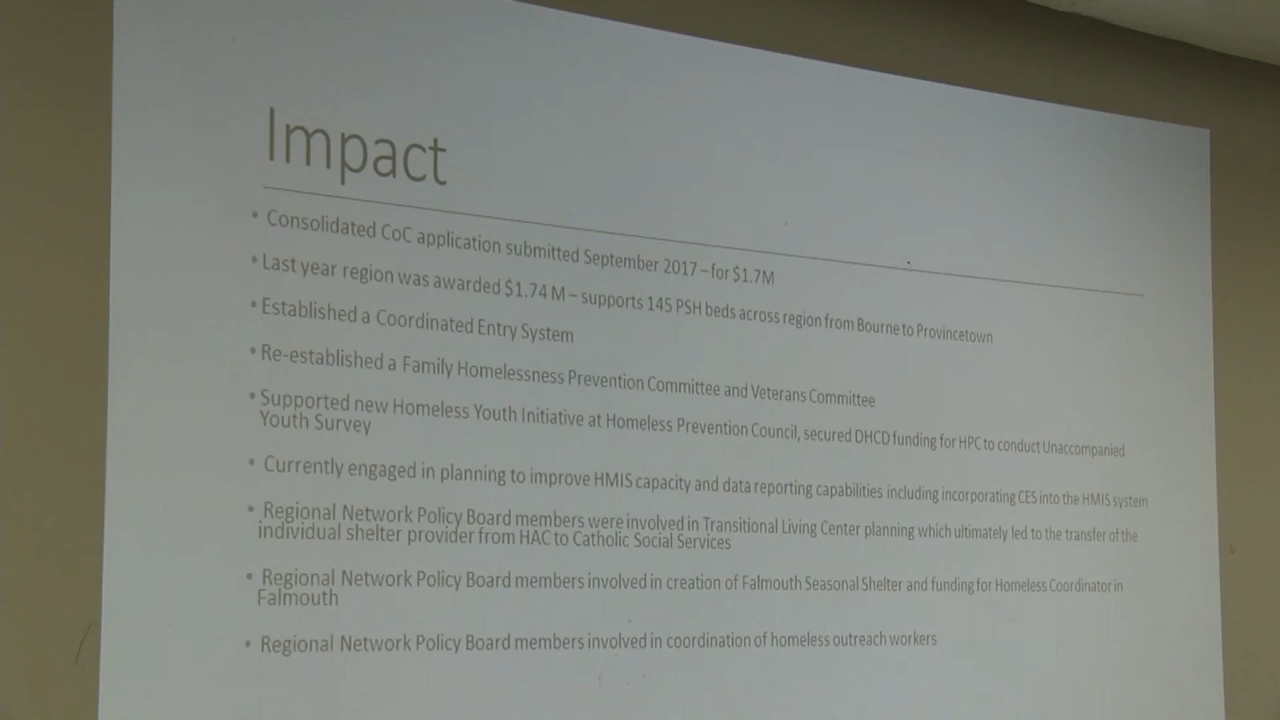 Impact
• Consolidated CoC application submitted September 2017 – for $1.7M
• Last year region was awarded $1.74 M – supports 145 PSH beds across region from Bourne to Provincetown
• Established a Coordinated Entry System
• Re-established a Family Homelessness Prevention Committee and Veterans Committee
• Supported new Homeless Youth Initiative at Homeless Prevention Council, secured DHCD funding for HPC to conduct Unaccompanied
Youth Survey
• Currently engaged in planning to improve HMIS capacity and data reporting capabilities including incorporating CES into the HMIS system
• Regional Network Policy Board members were involved in Transitional Living Center planning which ultimately led to the transfer of the
individual shelter provider from HAC to Catholic Social Services
• Regional Network Policy Board members involved in creation of Falmouth Seasonal Shelter and funding for Homeless Coordinator in
Falmouth
• Regional Network Policy Board members involved in coordination of homeless outreach workers